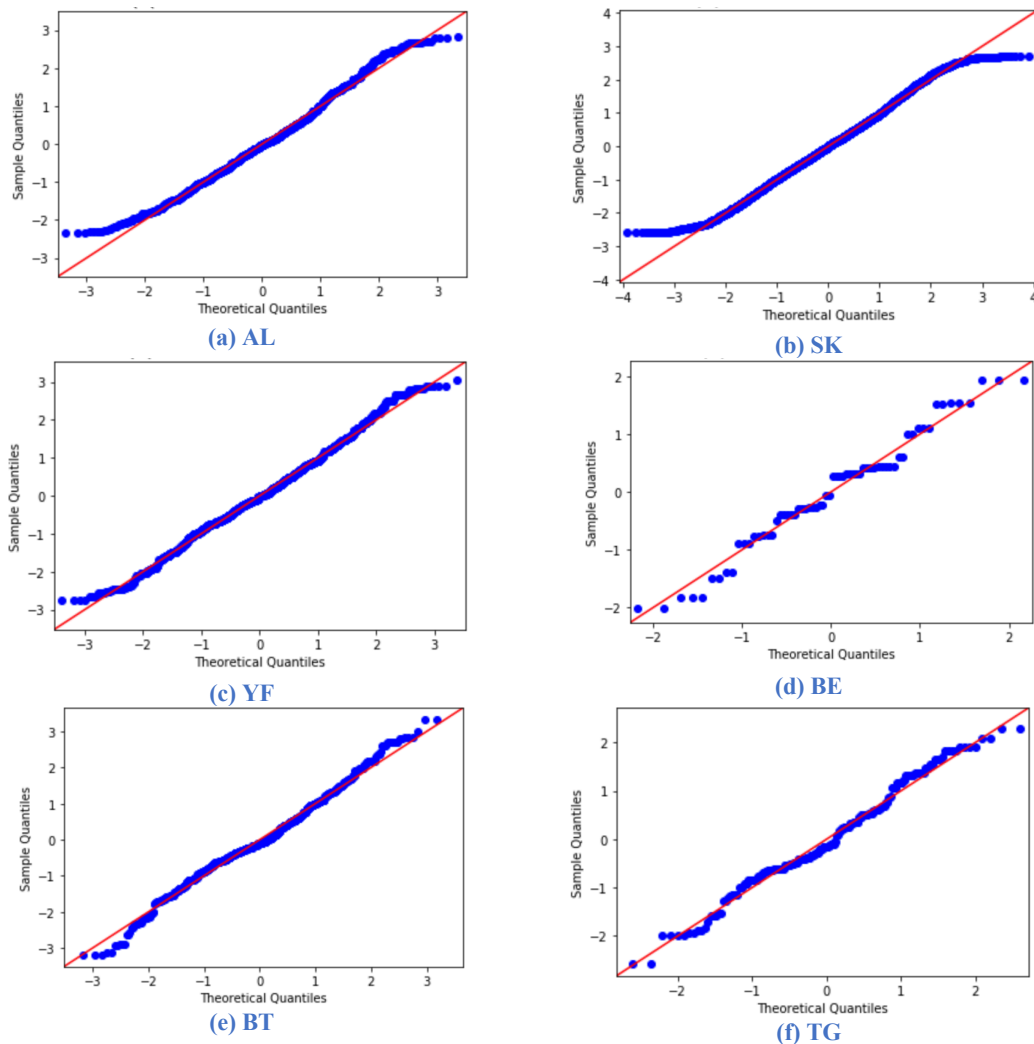 3
2
1
0
−1
−2
−3
Sample Quantiles
−3 −2 −1 0 1 2 3
Theoretical Quantiles
(a) AL
4
3
2
1
0
−1
−2
−3
−4
Sample Quantiles
−4 −3 −2 −1 0 1 2 3 4
Theoretical Quantiles
(b) SK
3
2
1
0
−1
−2
−3
Sample Quantiles
−3 −2 −1 0 1 2 3
Theoretical Quantiles
(c) YF
2
1
0
−1
−2
Sample Quantiles
−2 −1 0 1 2
Theoretical Quantiles
(d) BE
3
2
1
0
−1
−2
−3
Sample Quantiles
−3 −2 −1 0 1 2 3
Theoretical Quantiles
(e) BT
2
1
0
−1
−2
Sample Quantiles
−2 −1 0 1 2
Theoretical Quantiles
(f) TG